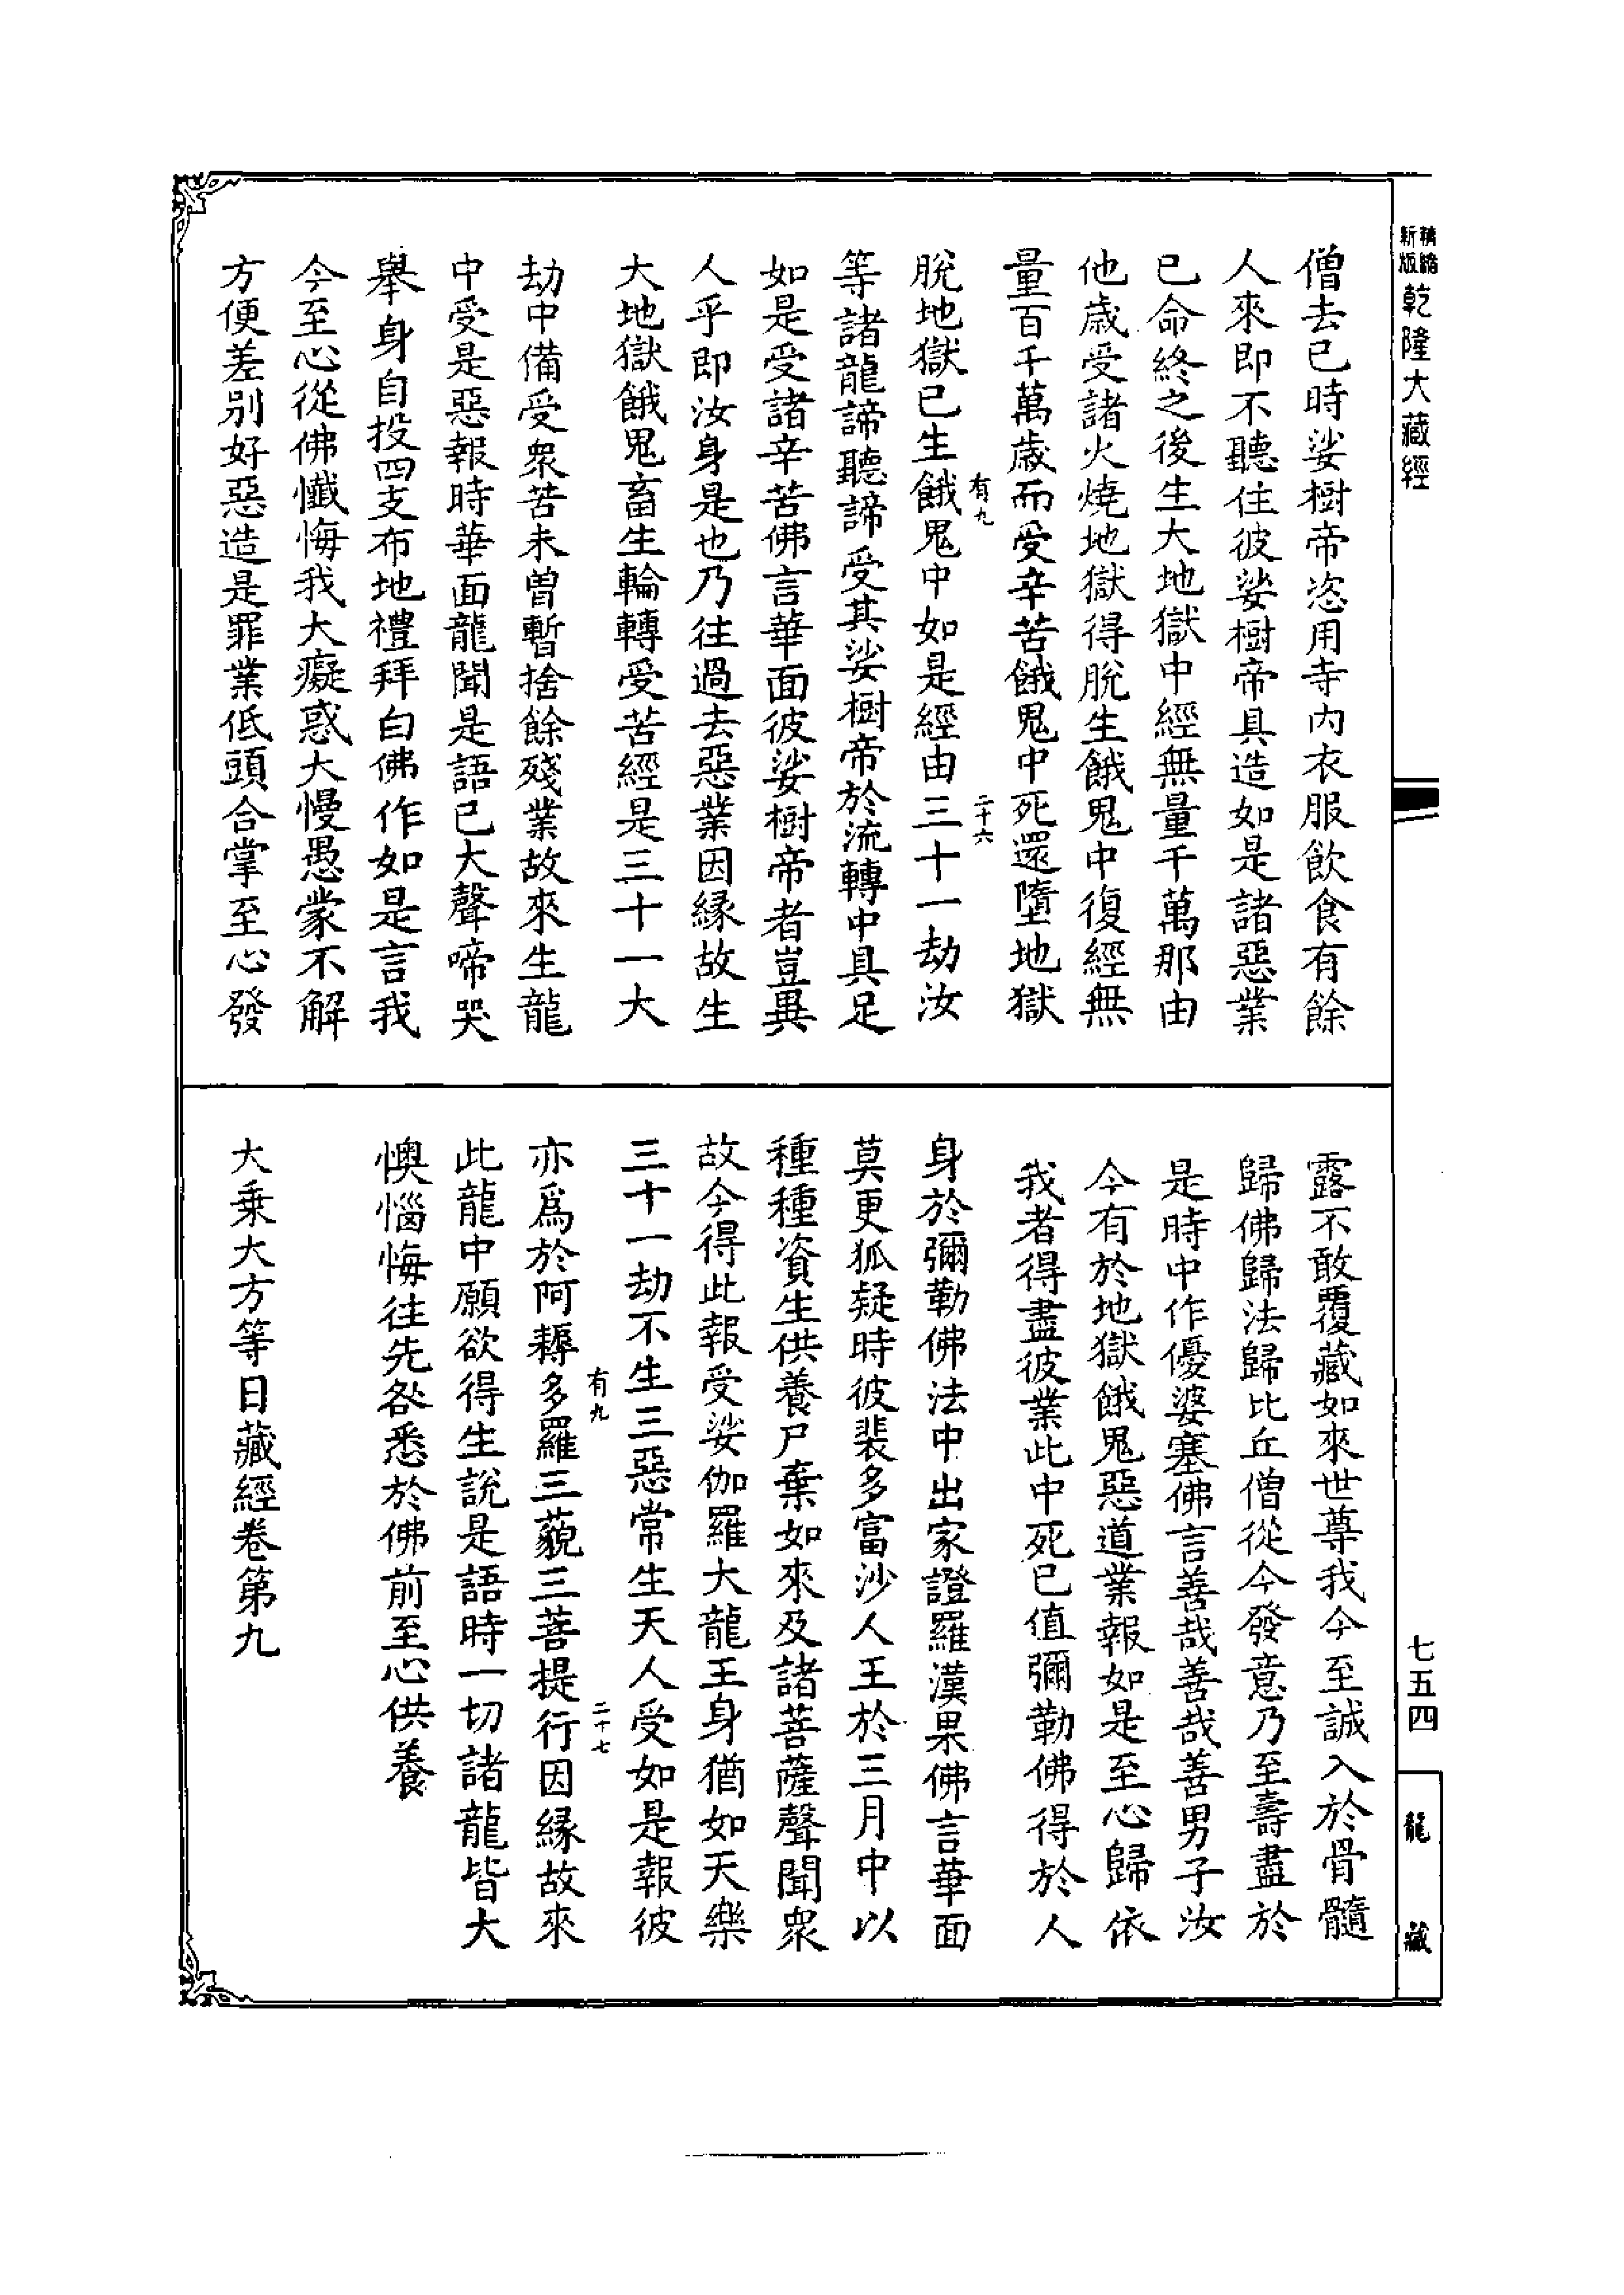 精縮
新版
乾隆大藏經
僧去已時娑樹帝恣用寺內衣服飲食有餘
人來即不聽住彼娑樹帝具造如是諸惡業
已命終之後生大地獄中經無量千萬那由
他歲受諸火燒地獄得脫生餓鬼中復經無
量百千萬歲而受辛苦餓鬼中死還墮地獄
有九
二十六
脫地獄已生餓鬼中如是經由三十一劫汝
等諸龍諦聽諦受其娑樹帝於流轉中具足
如是受諸辛苦佛言華面彼娑樹帝者豈異
人乎即汝身是也乃往過去惡業因緣故生
大地獄餓鬼畜生輪轉受苦經是三十一大
劫中備受衆苦未曾暫捨餘殘業故來生龍
中受是惡報時華面龍聞是語已大聲啼哭
舉身自投四支布地禮拜白佛作如是言我
今至心從佛懺悔我大癡惑大慢愚蒙不解
方便差別好惡造是罪業低頭合掌至心發
露不敢覆藏如來世尊我今至誠入於骨髓
歸佛歸法歸比丘僧從今發意乃至壽盡於
是時中作優婆塞佛言善哉善哉善男子汝
今有於地獄餓鬼惡道業報如是至心歸依
我者得盡彼業此中死已值彌勒佛得於人
身於彌勒佛法中出家證羅漢果佛言華面
莫更狐疑時彼裴多富沙人王於三月中以
種種資生供養尸棄如來及諸菩薩聲聞衆
故今得此報受娑伽羅大龍王身猶如天樂
三十一劫不生三惡常生天人受如是報彼
有九
二十七
亦爲於阿耨多羅三藐三菩提行因緣故來
此龍中願欲得生說是語時一切諸龍皆大
懊惱悔往先咎悉於佛前至心供養
大乘大方等日藏經卷第九
七五四
龍藏